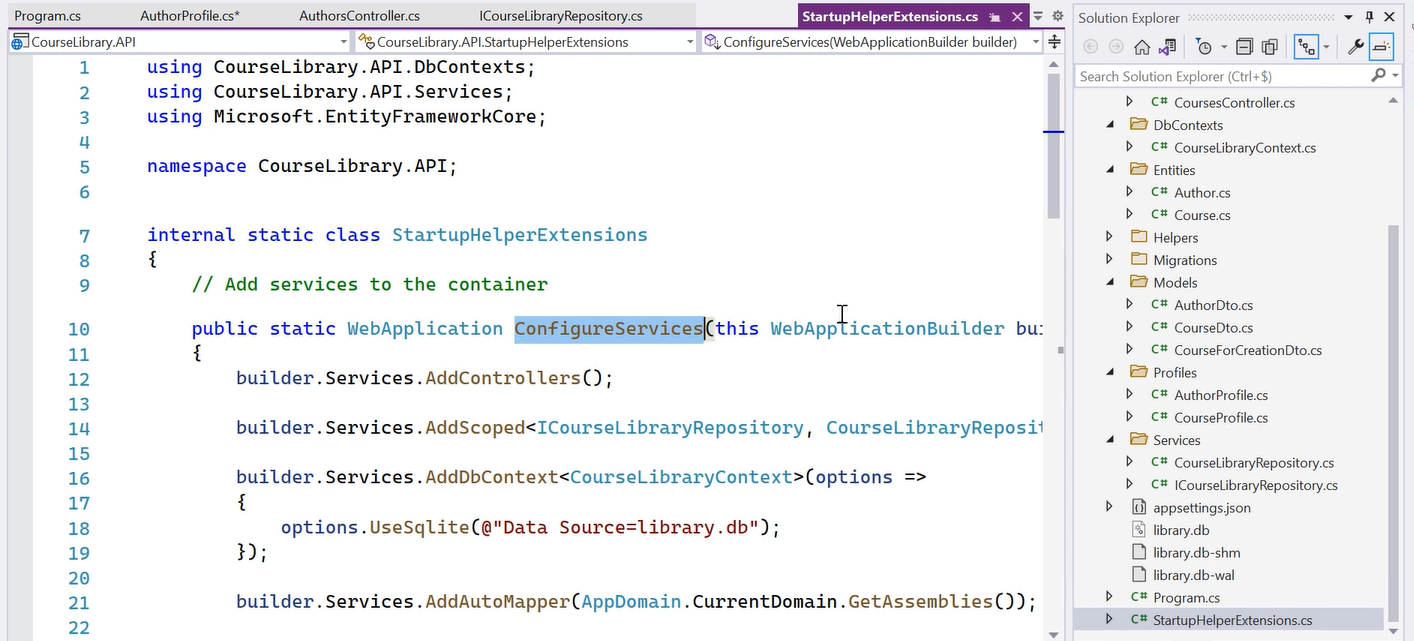 Program.cs AuthorProfile.cs* AuthorsController.cs ICourseLibraryRepository.cs StartupHelperExtensions.cs
CourseLibrary.API CourseLibrary.API.StartupHelperExtensions ConfigureServices(WebApplicationBuilder builder)
1 using CourseLibrary.API.DbContexts;
2 using CourseLibrary.API.Services;
3 using Microsoft.EntityFrameworkCore;
4
5 namespace CourseLibrary.API;
6
7 internal static class StartupHelperExtensions
8 {
9 // Add services to the container
10 public static WebApplication ConfigureServices(this WebApplicationBuilder bui
11 {
12 builder.Services.AddControllers();
13
14 builder.Services.AddScoped<ICourseLibraryRepository, CourseLibraryReposit
15
16 builder.Services.AddDbContext<CourseLibraryContext>(options =>
17 {
18 options.UseSqlite(@"Data Source=library.db");
19 });
20
21 builder.Services.AddAutoMapper(AppDomain.CurrentDomain.GetAssemblies());
22
Solution Explorer
Search Solution Explorer (Ctrl+$)
C# CoursesController.cs
DbContexts
C# CourseLibraryContext.cs
Entities
C# Author.cs
C# Course.cs
Helpers
Migrations
Models
C# AuthorDto.cs
C# CourseDto.cs
C# CourseForCreationDto.cs
Profiles
C# AuthorProfile.cs
C# CourseProfile.cs
Services
C# CourseLibraryRepository.cs
C# ICourseLibraryRepository.cs
appsettings.json
library.db
library.db-shm
library.db-wal
C# Program.cs
C# StartupHelperExtensions.cs